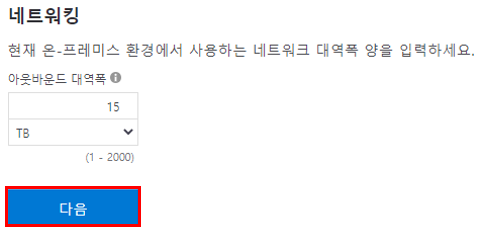 네트워킹
현재 온-프레미스 환경에서 사용하는 네트워크 대역폭 양을 입력하세요.
아웃바운드 대역폭
15
TB
(1 - 2000)
다음